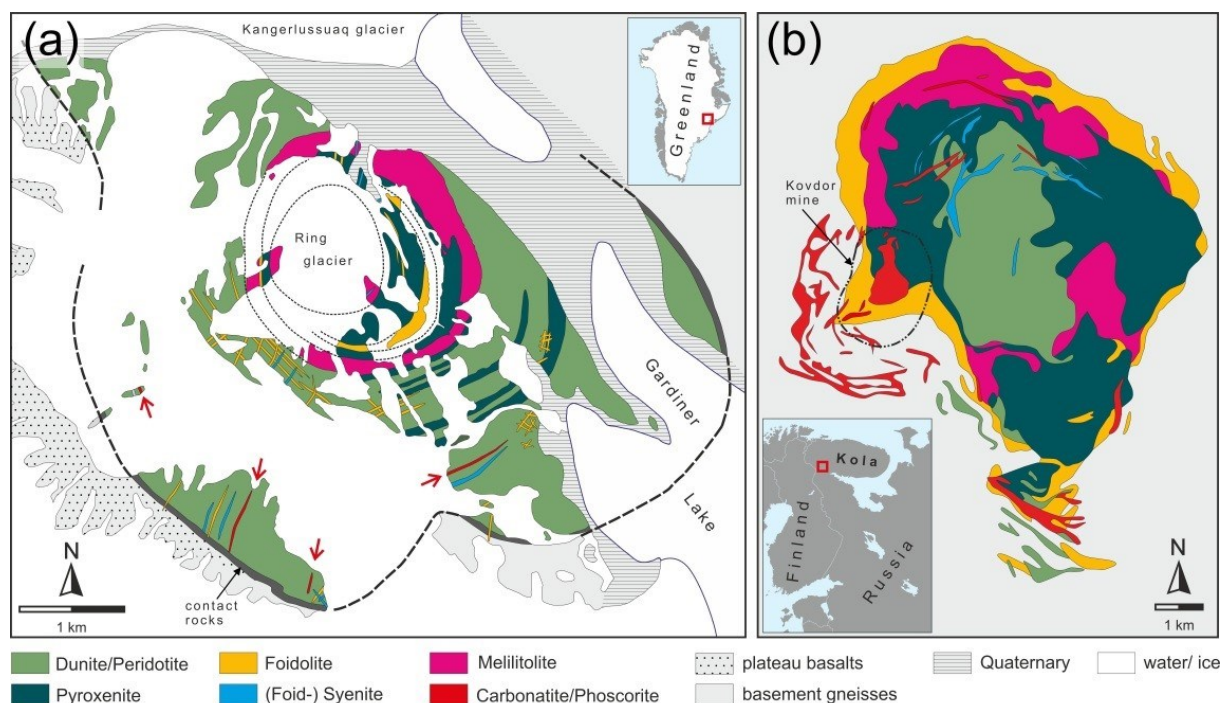 (a)
Kangerlussuaq glacier
Greenland
Ring
glacier
Gardiner
Lake
N
1 km
contact
rocks
(b)
Kovdor
mine
Kola
Finland
Russia
N
1 km
Dunite/Peridotite
Foidolite
Melilitolite
plateau basalts
Quaternary
water/ ice
Pyroxenite
(Foid-) Syenite
Carbonatite/Phoscorite
basement gneisses